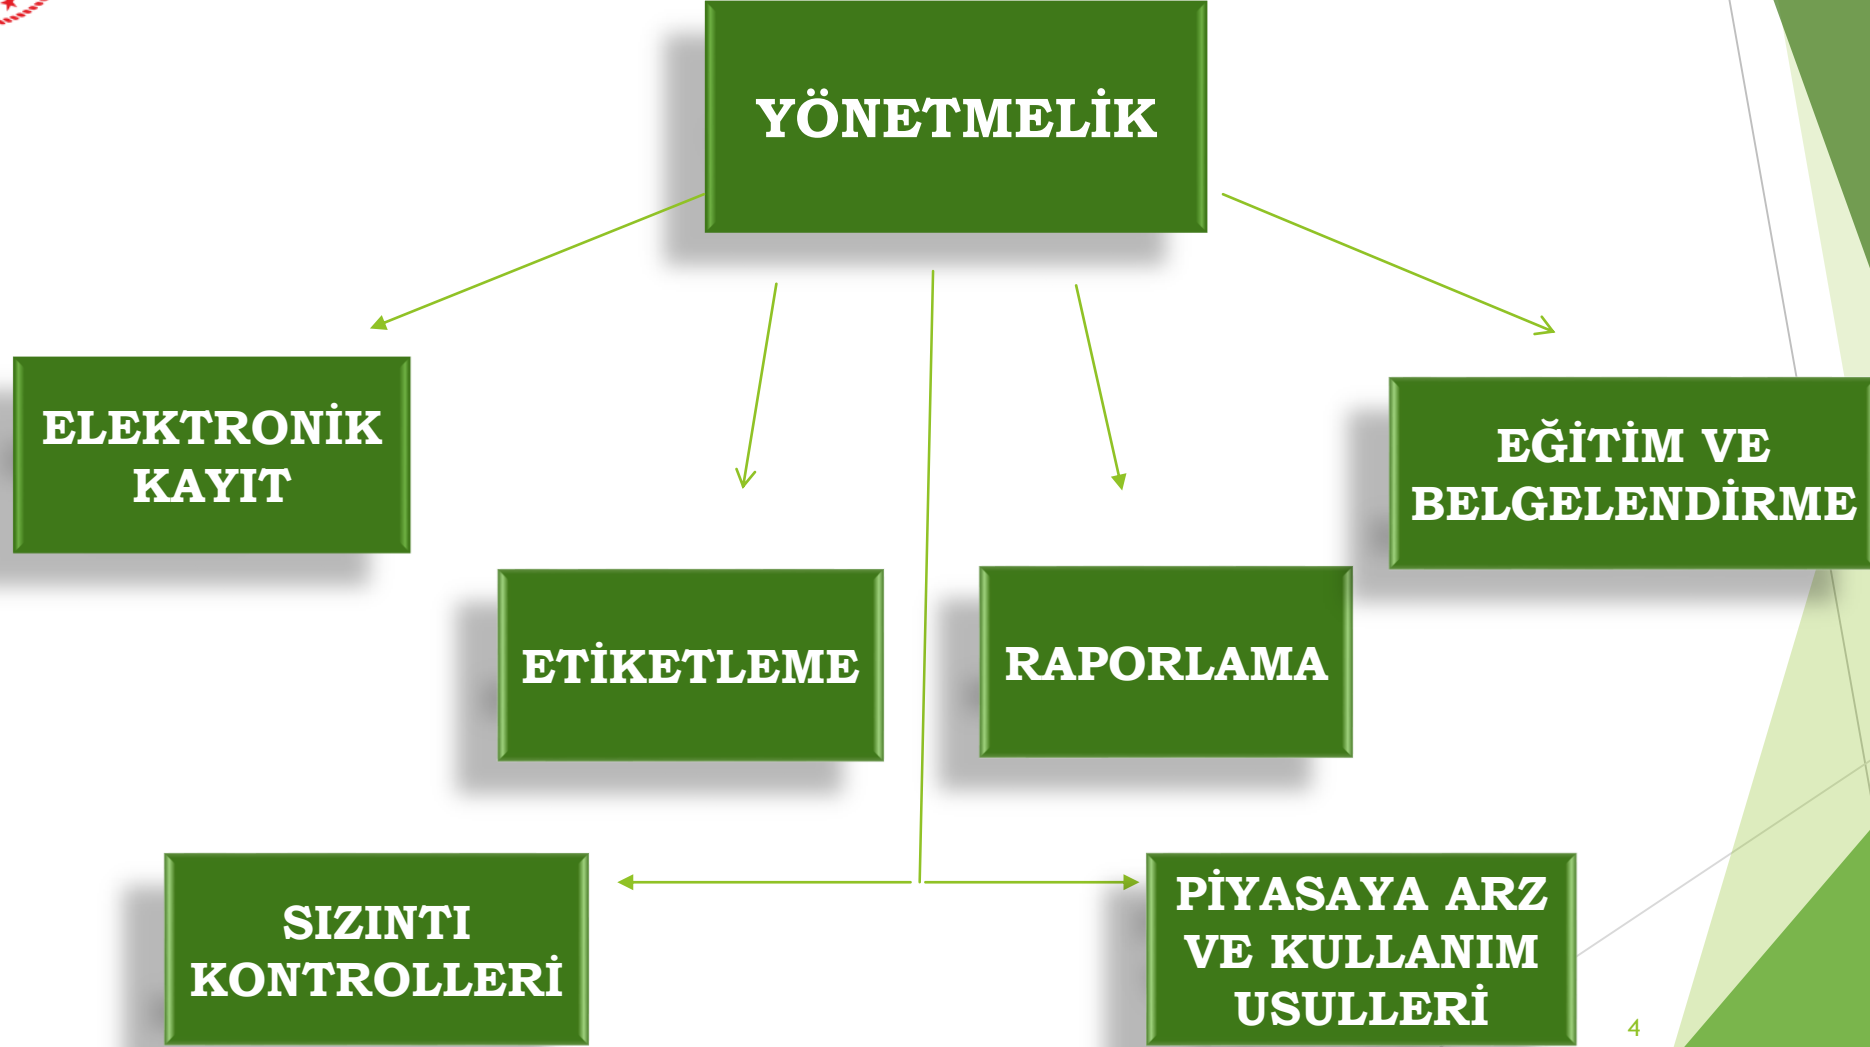 YÖNETMELİK
ELEKTRONİK
KAYIT
EĞİTİM VE
BELGELENDİRME
ETİKETLEME
RAPORLAMA
SIZINTI
KONTROLLERİ
PİYASAYA ARZ
VE KULLANIM
USULLERİ
4